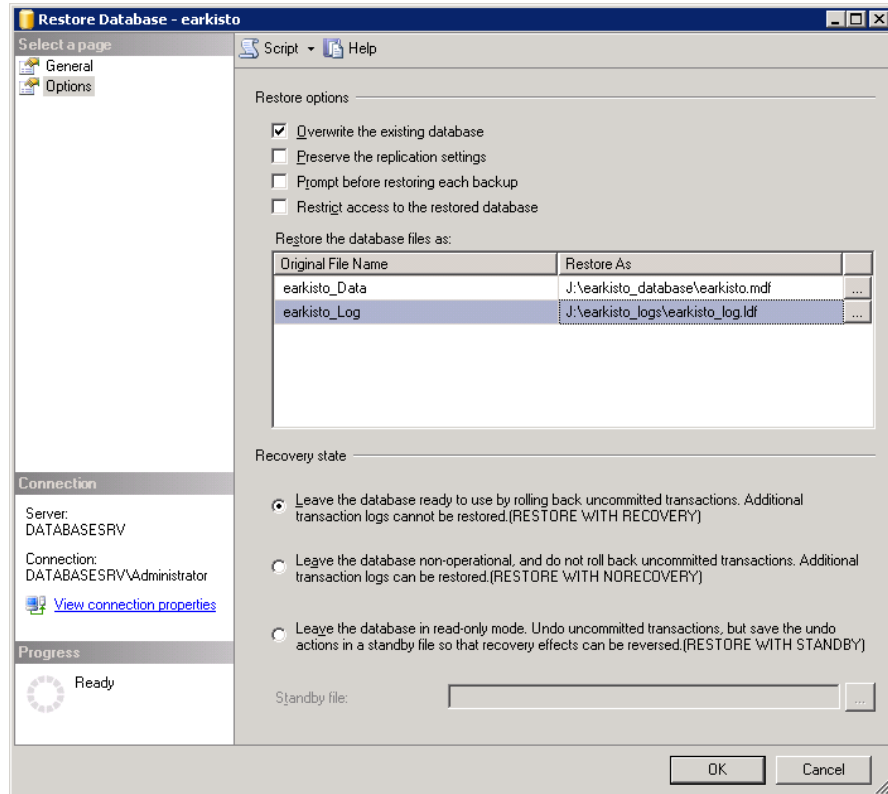 Restore Database - earkisto
Select a page
General
Options
Script
Help
Restore options
Overwrite the existing database
Preserve the replication settings
Prompt before restoring each backup
Restrict access to the restored database
Restore the database files as:
Original File Name
Restore As
earkisto_Data
J:\earkisto_database\earkisto.mdf
...
earkisto_Log
J:\earkisto_logs\earkisto_log.ldf
...
Recovery state
Leave the database ready to use by rolling back uncommitted transactions. Additional
transaction logs cannot be restored.(RESTORE WITH RECOVERY)
Leave the database non-operational, and do not roll back uncommitted transactions. Additional
transaction logs can be restored.(RESTORE WITH NORECOVERY)
Leave the database in read-only mode. Undo uncommitted transactions, but save the undo
actions in a standby file so that recovery effects can be reversed.(RESTORE WITH STANDBY)
Standby file:
...
Connection
Server:
DATABASESRV
Connection:
DATABASESRV\Administrator
View connection properties
Progress
Ready
OK
Cancel